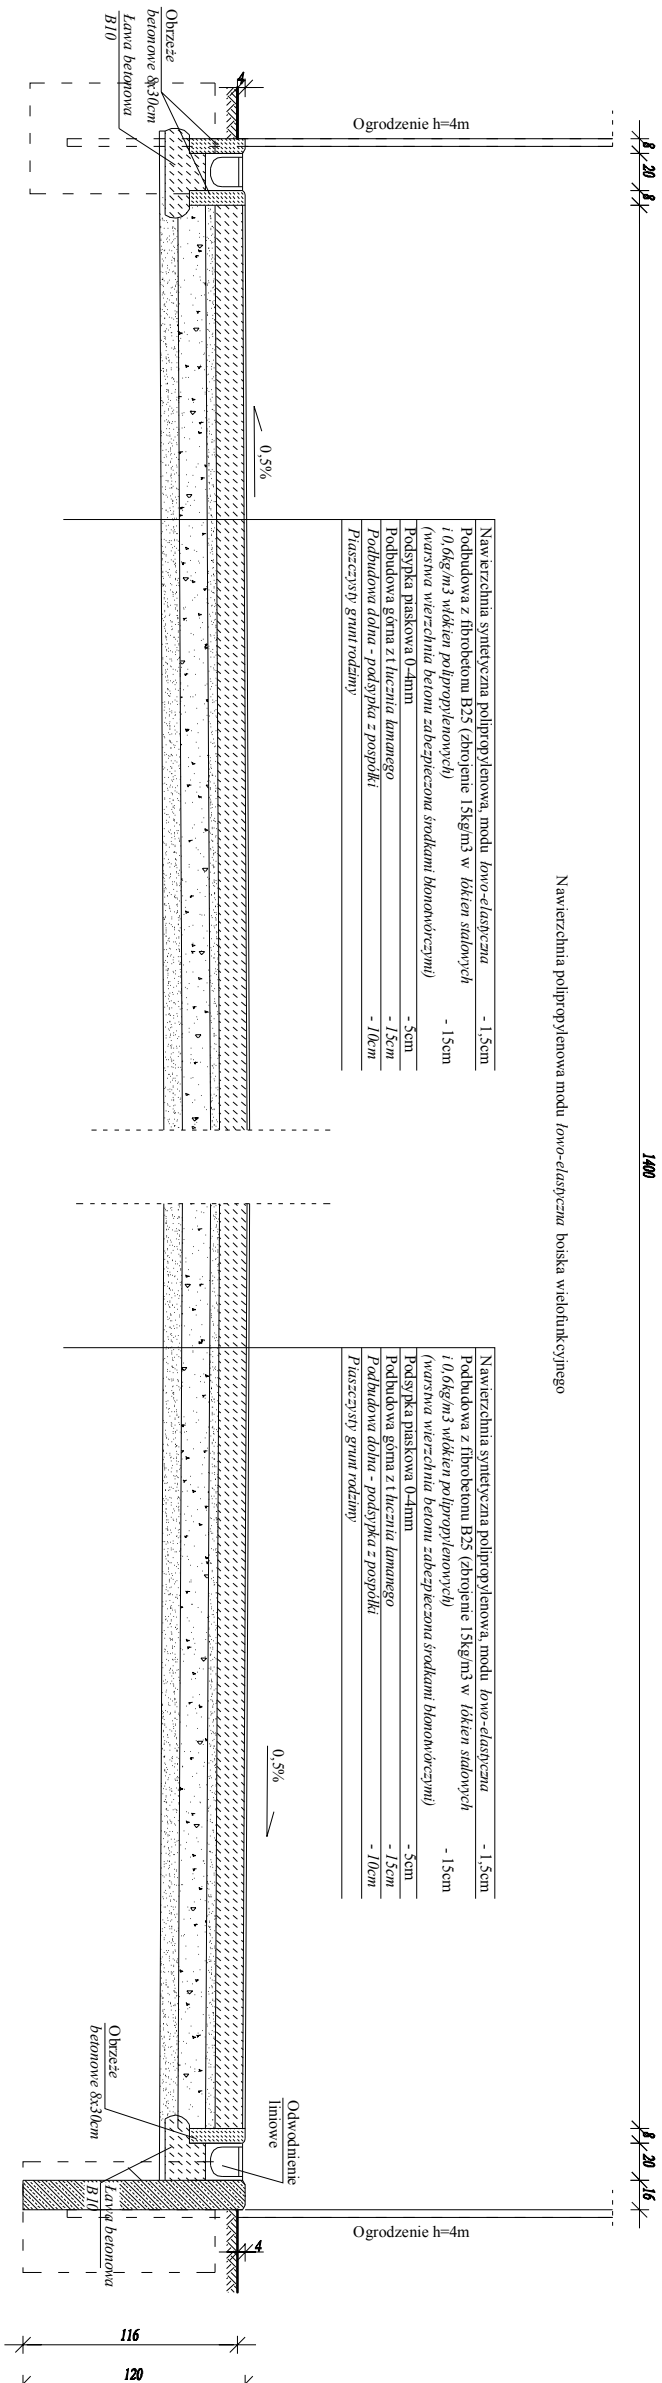 Nawierzchnia polipropylenowa modu łowo-elastyczna boiska wielofunkcyjnego
8
20
8
1400
8
20
16
Ogrodzenie h=4m
Ogrodzenie h=4m
4
Obrzeże
betonowe 8x30cm
Ława betonowa
B10
0,5%
Nawierzchnia syntetyczna polipropylenowa, modu łowo-elastyczna - 1,5cm
Podbudowa z fibrobetonu B25 (zbrojenie 15kg/m3 w łókien stalowych
i 0,6kg/m3 włókien polipropylenowych) - 15cm
(warstwa wierzchnia betonu zabezpieczona środkami błonotwórczymi)
Podsypka piaskowa 0-4mm - 5cm
Podbudowa górna z t łucznia łamanego - 15cm
Podbudowa dolna - podsypka z pospółki - 10cm
Piaszczysty grunt rodzimy
Nawierzchnia syntetyczna polipropylenowa, modu łowo-elastyczna - 1,5cm
Podbudowa z fibrobetonu B25 (zbrojenie 15kg/m3 w łókien stalowych
i 0,6kg/m3 włókien polipropylenowych) - 15cm
(warstwa wierzchnia betonu zabezpieczona środkami błonotwórczymi)
Podsypka piaskowa 0-4mm - 5cm
Podbudowa górna z t łucznia łamanego - 15cm
Podbudowa dolna - podsypka z pospółki - 10cm
Piaszczysty grunt rodzimy
0,5%
Odwodnienie
liniowe
Obrzeże
betonowe 8x30cm
Ława betonowa
B10
4
116
120